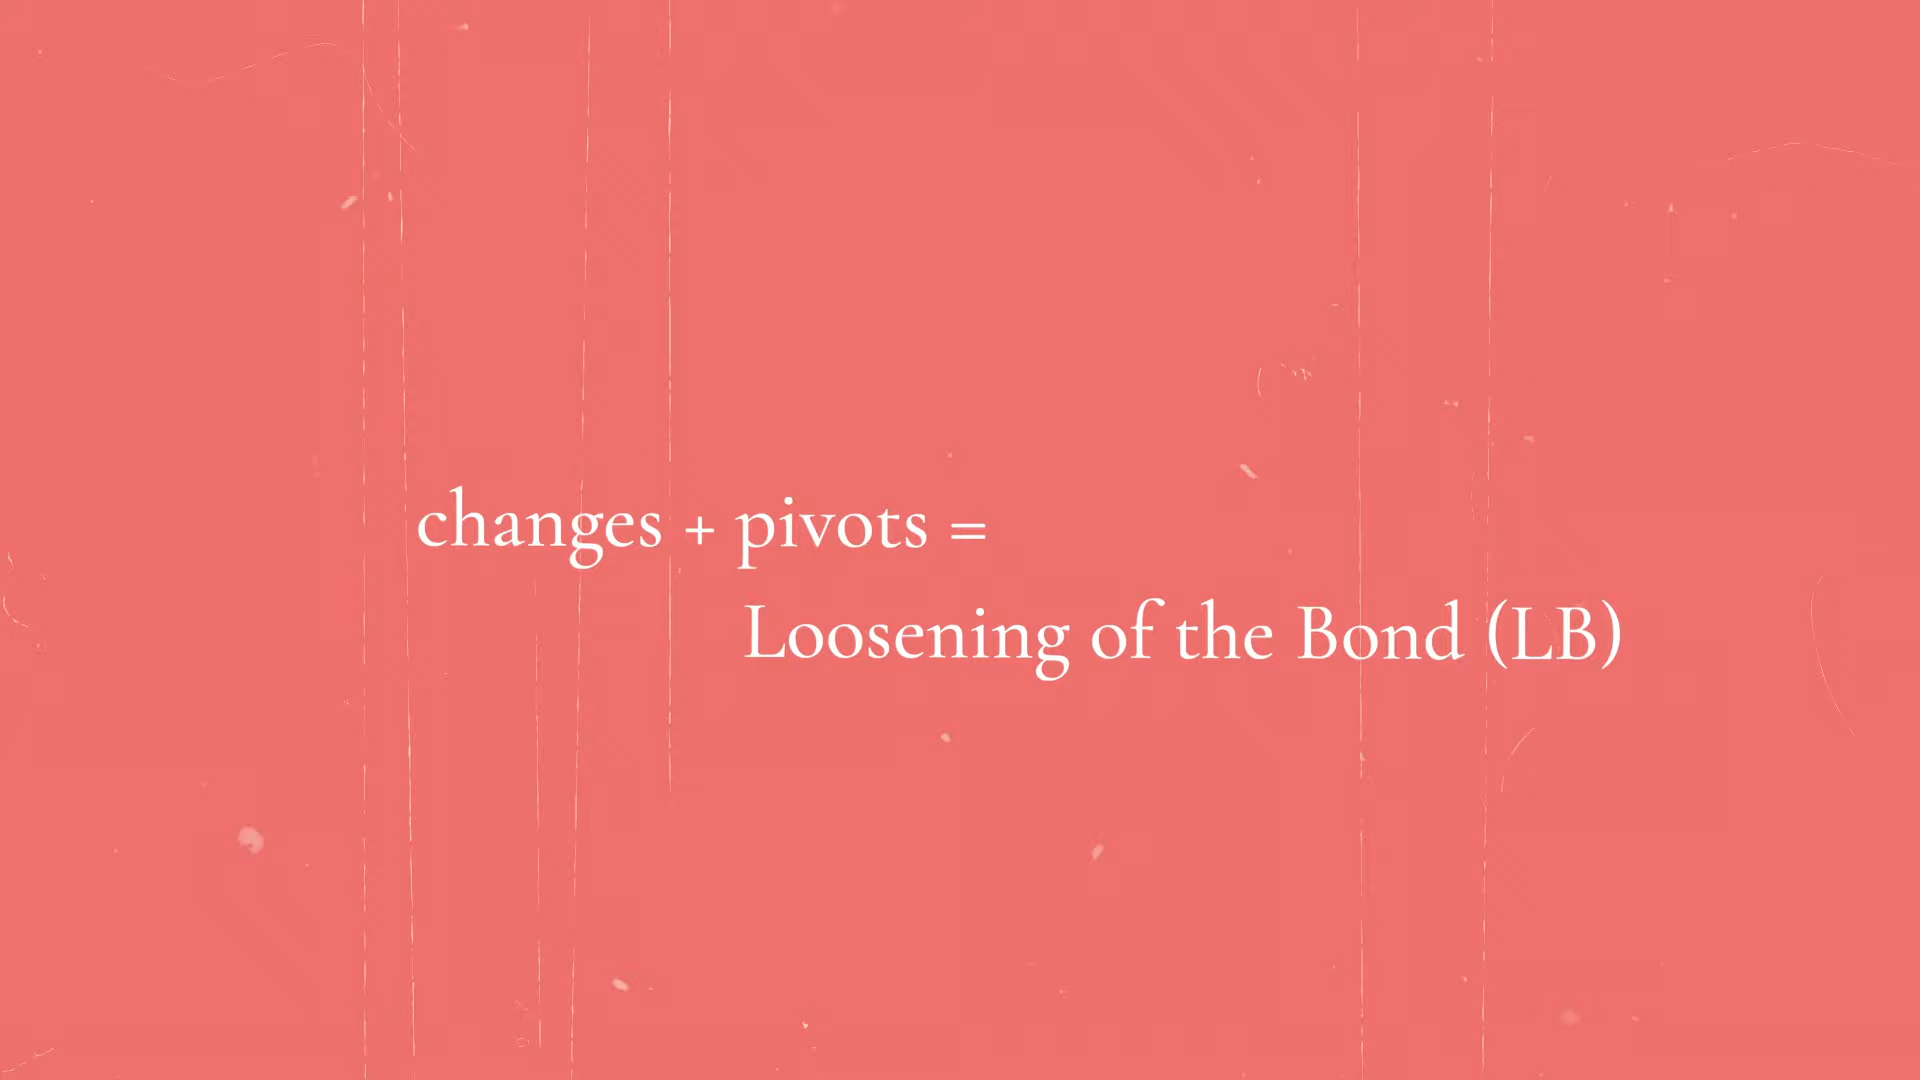 changes + pivots =
Loosening of the Bond (LB)